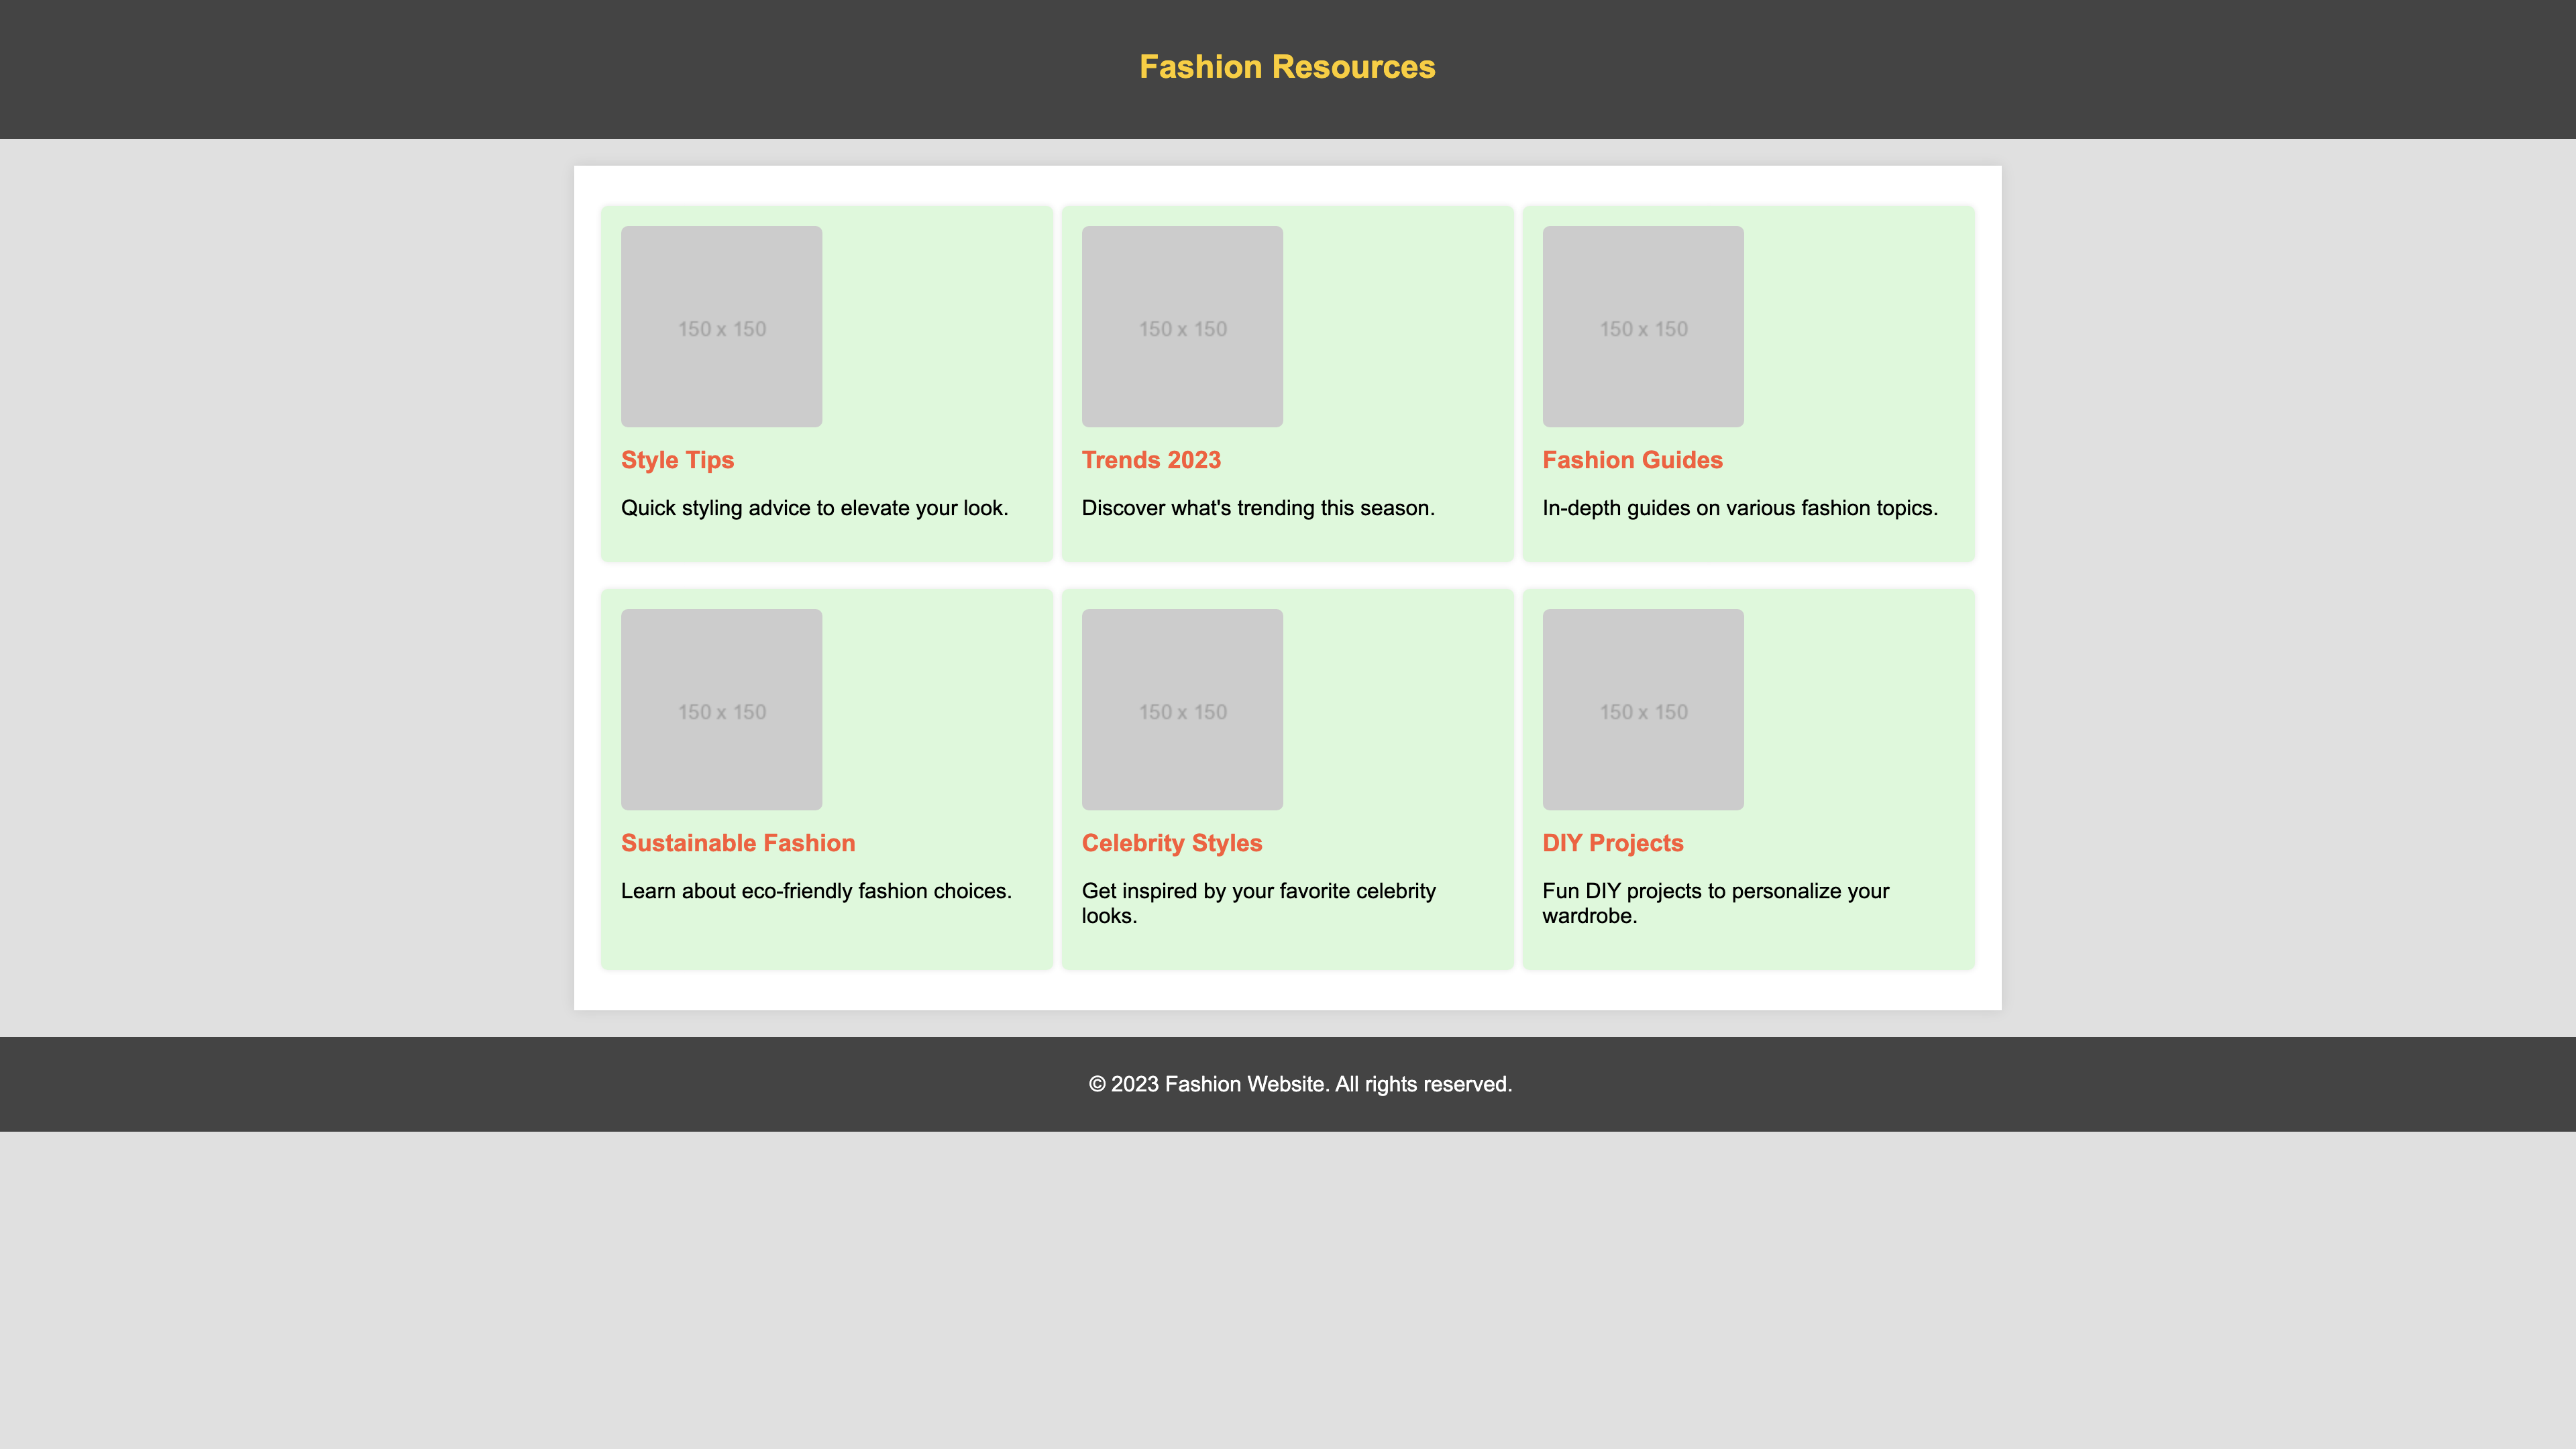 Fashion Resources
150 x 150
Style Tips
Quick styling advice to elevate your look.
150 x 150
Trends 2023
Discover what's trending this season.
150 x 150
Fashion Guides
In-depth guides on various fashion topics.
150 x 150
Sustainable Fashion
Learn about eco-friendly fashion choices.
150 x 150
Celebrity Styles
Get inspired by your favorite celebrity
looks.
150 x 150
DIY Projects
Fun DIY projects to personalize your
wardrobe.
© 2023 Fashion Website. All rights reserved.